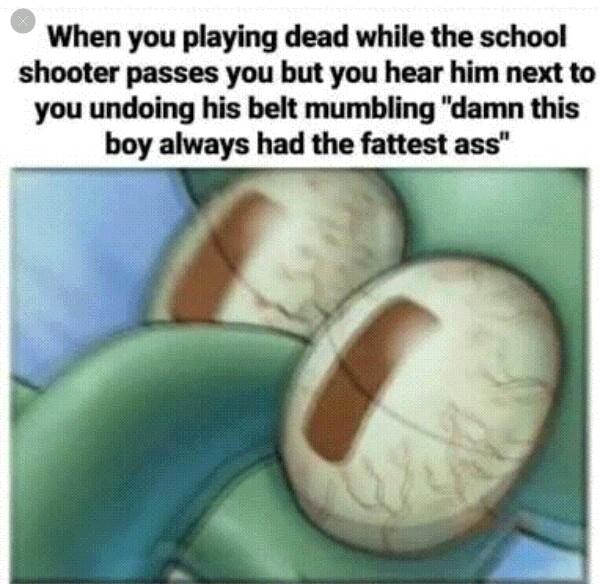 When you playing dead while the school
shooter passes you but you hear him next to
you undoing his belt mumbling "damn this
boy always had the fattest ass"